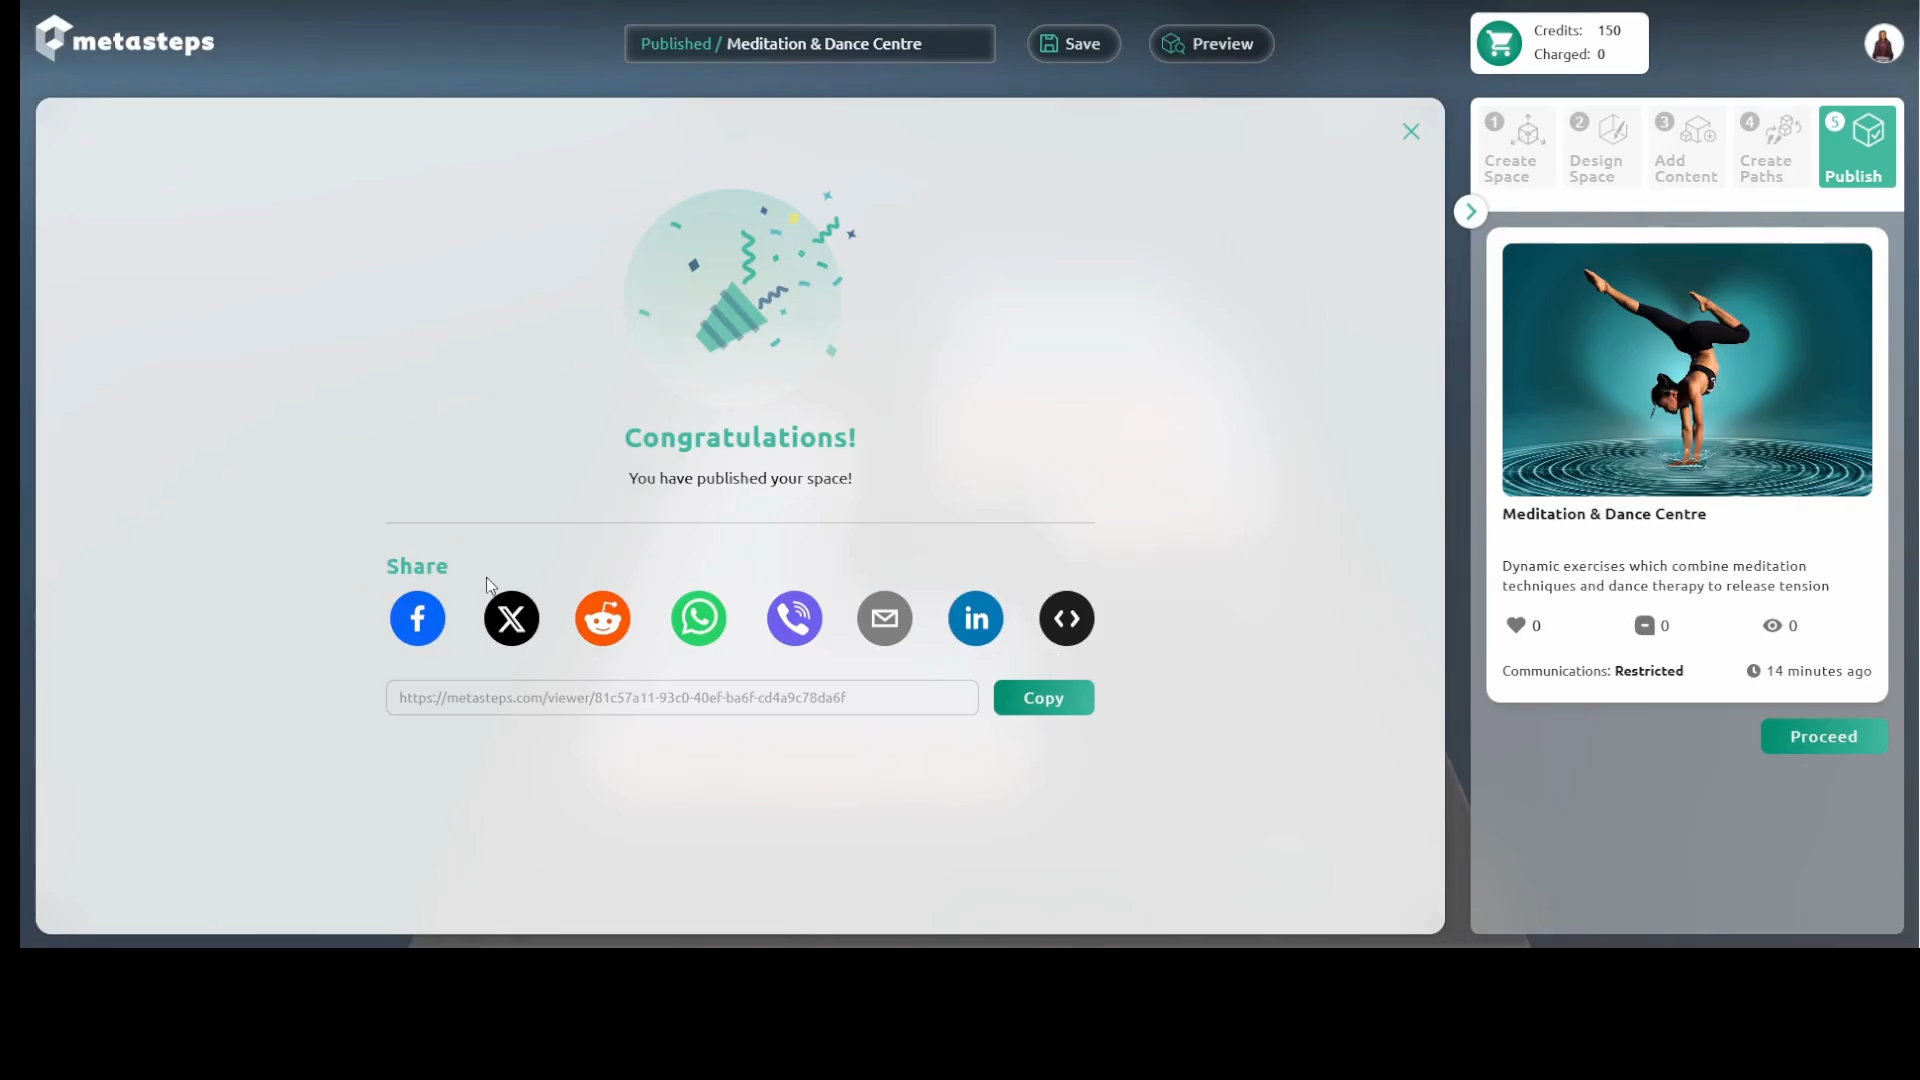 metasteps
Published / Meditation & Dance Centre
Save
Preview
Credits: 150
Charged: 0
1
Create
Space
2
Design
Space
3
Add
Content
4
Create
Paths
5
Publish
Congratulations!
You have published your space!
Share
https://metasteps.com/viewer/81c57a11-93c0-40ef-ba6f-cd4a9c78da6f
Copy
Meditation & Dance Centre
Dynamic exercises which combine meditation
techniques and dance therapy to release tension
0 0 0
Communications: Restricted 14 minutes ago
Proceed